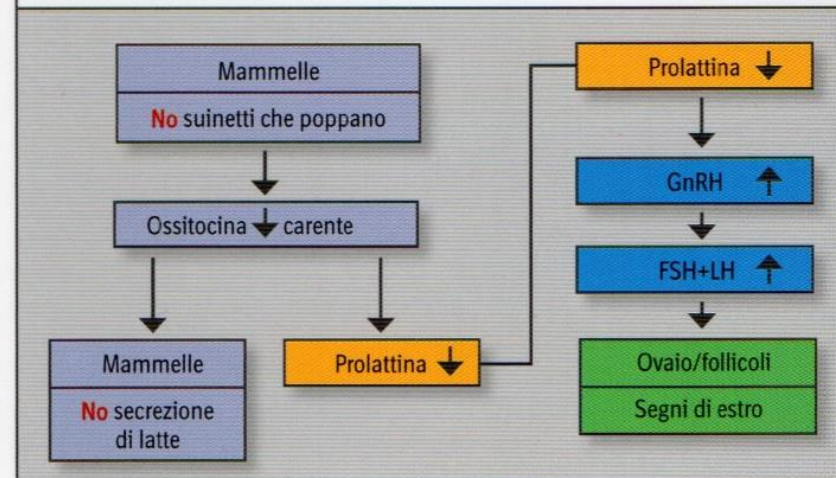 Mammelle
No suinetti che poppano
Ossitocina ↓ carente
Mammelle
No secrezione
di latte
Prolattina ↓
Prolattina ↓
GnRH ↑
FSH+LH ↑
Ovaio/follicoli
Segni di estro